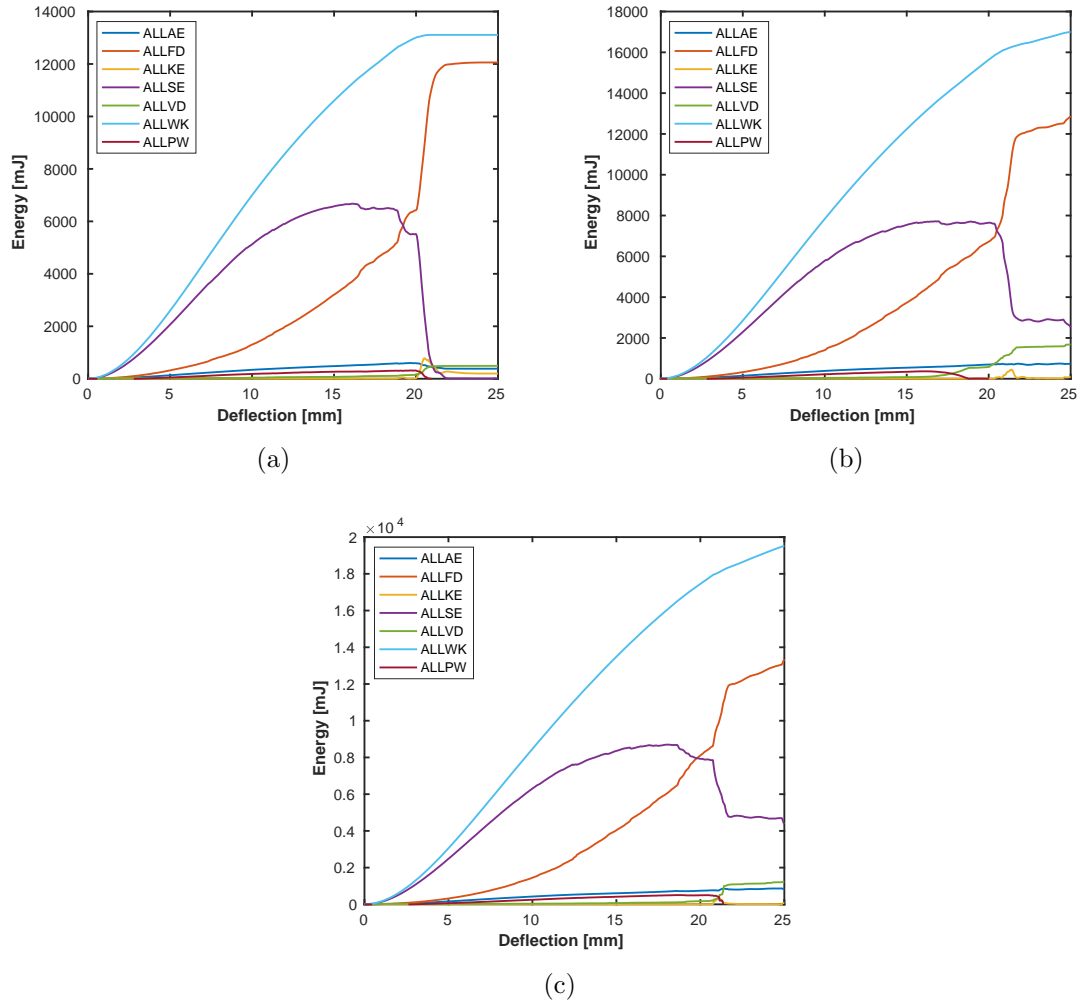 14000
12000
10000
8000
6000
4000
2000
0
Energy [mJ]
ALLAE
ALLFD
ALLKE
ALLSE
ALLVD
ALLWK
ALLPW
0 5 10 15 20 25
Deflection [mm]
(a)
18000
16000
14000
12000
10000
8000
6000
4000
2000
0
Energy [mJ]
ALLAE
ALLFD
ALLKE
ALLSE
ALLVD
ALLWK
ALLPW
0 5 10 15 20 25
Deflection [mm]
(b)
× 10^4
2
1.8
1.6
1.4
1.2
1
0.8
0.6
0.4
0.2
0
Energy [mJ]
ALLAE
ALLFD
ALLKE
ALLSE
ALLVD
ALLWK
ALLPW
0 5 10 15 20 25
Deflection [mm]
(c)